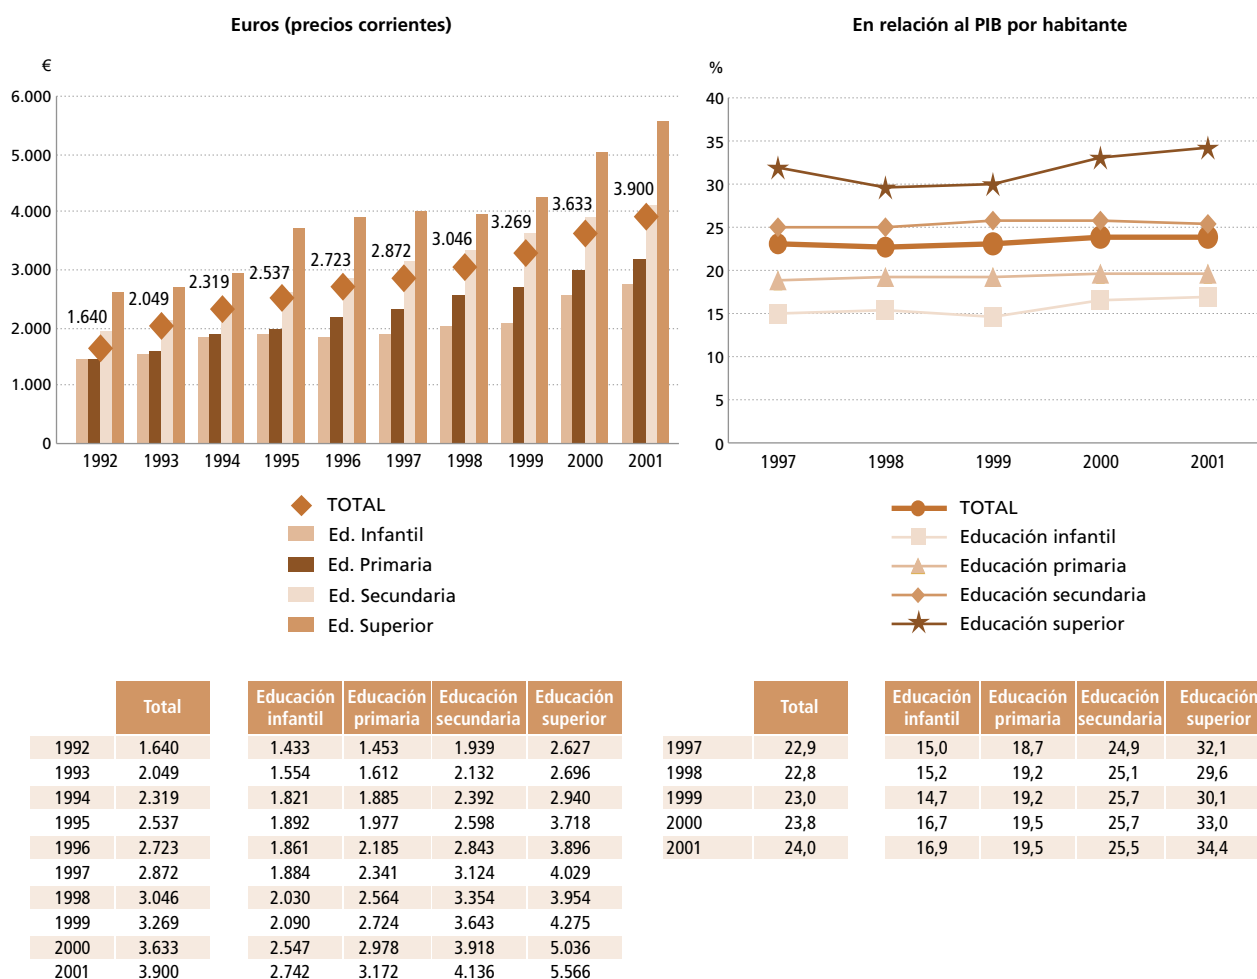 Euros (precios corrientes)
€
6.000
5.000
4.000
3.000
2.000
1.000
0
1.640
2.049
2.319
2.537
2.723
2.872
3.046
3.269
3.633
3.900
1992 1993 1994 1995 1996 1997 1998 1999 2000 2001
TOTAL
Ed. Infantil
Ed. Primaria
Ed. Secundaria
Ed. Superior
En relación al PIB por habitante
%
40
35
30
25
20
15
10
5
0
1997 1998 1999 2000 2001
TOTAL
Educación infantil
Educación primaria
Educación secundaria
Educación superior
Total Educación infantil Educación primaria Educación secundaria Educación superior
1992 1.640 1.433 1.453 1.939 2.627
1993 2.049 1.554 1.612 2.132 2.696
1994 2.319 1.821 1.885 2.392 2.940
1995 2.537 1.892 1.977 2.598 3.718
1996 2.723 1.861 2.185 2.843 3.896
1997 2.872 1.884 2.341 3.124 4.029
1998 3.046 2.030 2.564 3.354 3.954
1999 3.269 2.090 2.724 3.643 4.275
2000 3.633 2.547 2.978 3.918 5.036
2001 3.900 2.742 3.172 4.136 5.566
Total Educación infantil Educación primaria Educación secundaria Educación superior
1997 22,9 15,0 18,7 24,9 32,1
1998 22,8 15,2 19,2 25,1 29,6
1999 23,0 14,7 19,2 25,7 30,1
2000 23,8 16,7 19,5 25,7 33,0
2001 24,0 16,9 19,5 25,5 34,4